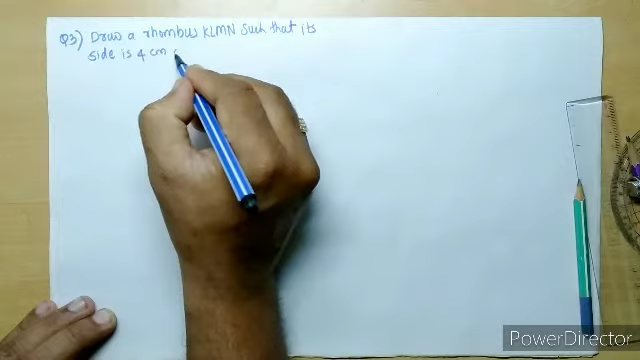 Q3) Draw a rhombus KLMN such that its
side is 4 cm
PowerDirector